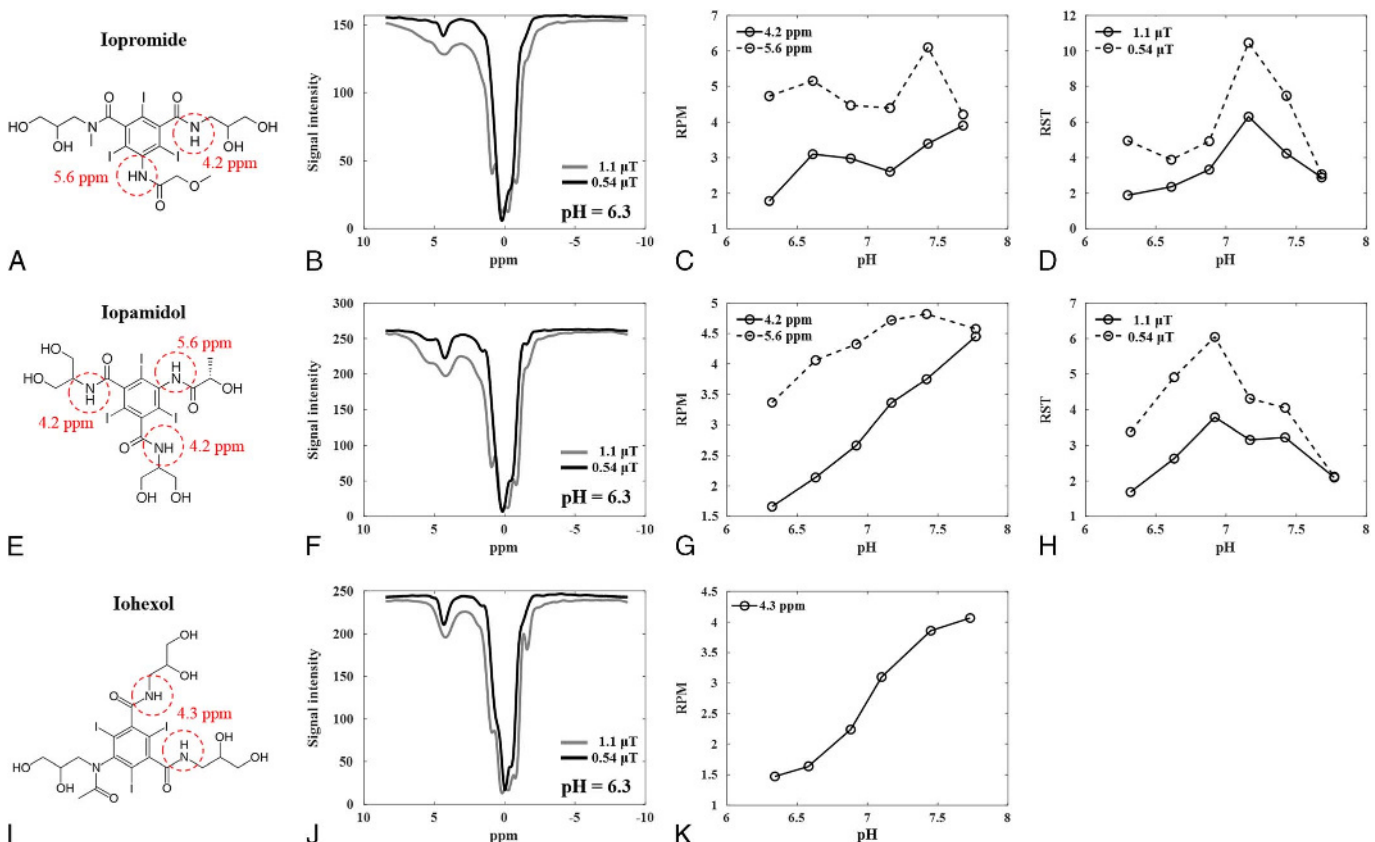 Iopromide
I
O
O
HO
N
N
H
OH
OH
OH
I
I
4.2 ppm
5.6 ppm
HN
O
O
A
Signal intensity
150
100
50
0
1.1 μT
0.54 μT
pH = 6.3
10
5
0
-5
-10
ppm
B
RPM
7
6
5
4
3
2
1
4.2 ppm
5.6 ppm
6
6.5
7
7.5
8
pH
C
RST
12
10
8
6
4
2
0
1.1 μT
0.54 μT
6
6.5
7
7.5
8
pH
D
Iopamidol
5.6 ppm
OH
O
I
H
N
HO
N
H
O
OH
I
I
4.2 ppm
O
NH
4.2 ppm
OH
OH
E
Signal intensity
300
250
200
150
100
50
0
1.1 μT
0.54 μT
pH = 6.3
10
5
0
-5
-10
ppm
F
RPM
5
4.5
4
3.5
3
2.5
2
1.5
4.2 ppm
5.6 ppm
6
6.5
7
7.5
8
pH
G
RST
7
6
5
4
3
2
1
1.1 μT
0.54 μT
6
6.5
7
7.5
8
pH
H
Iohexol
OH
OH
O
NH
4.3 ppm
I
I
H
N
OH
OH
HO
N
OH
I
O
O
I
Signal intensity
250
200
150
100
50
0
1.1 μT
0.54 μT
pH = 6.3
10
5
0
-5
-10
ppm
J
RPM
4.5
4
3.5
3
2.5
2
1.5
1
4.3 ppm
6
6.5
7
7.5
8
pH
K